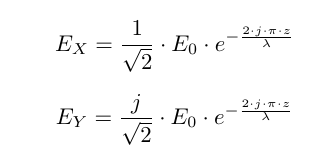 $E_X = \frac{1}{\sqrt{2}} \cdot E_0 \cdot e^{-\frac{2 \cdot j \cdot \pi \cdot z}{\lambda}}$
$E_Y = \frac{j}{\sqrt{2}} \cdot E_0 \cdot e^{-\frac{2 \cdot j \cdot \pi \cdot z}{\lambda}}$